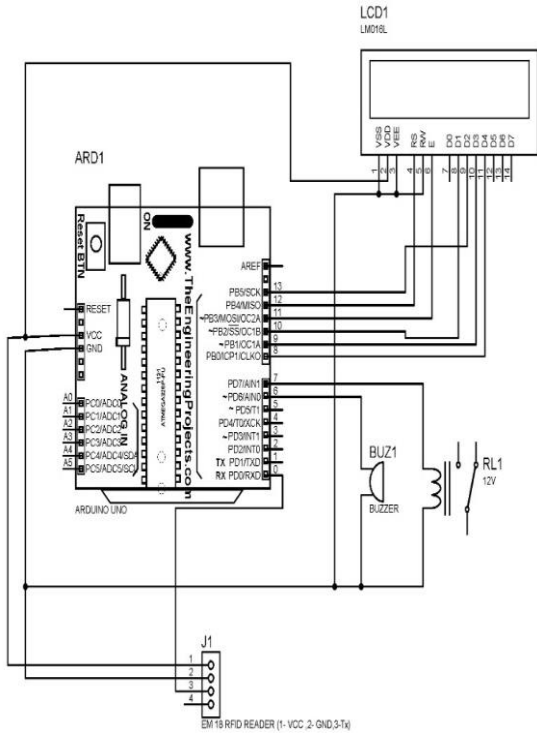 LCD1
LM016L
VSS VDD VEE RS RW E D0 D1 D2 D3 D4 D5 D6 D7
1 2 3 4 5 6 7 8 9 10 11 12 13 14
ARD1
Reset BTN
ON
www.TheEngineeringProjects.com
ANALOG IN
AREF
PB5/SCK 13
PB4/MISO 12
~PB3/MOSI/OC2A 11
~PB2/SS/OC1B 10
~PB1/OC1A 9
PB0/ICP1/CLKO 8
RESET
VCC
GND
PD7/AIN1 7
~PD6/AIN0 6
~PD5/T1 5
PD4/T0/XCK 4
~PD3/INT1 3
PD2/INT0 2
TX PD1/TXD 1
RX PD0/RXD 0
A0 PC0/ADC0
A1 PC1/ADC1
A2 PC2/ADC2
A3 PC3/ADC3
A4 PC4/ADC4/SDA
A5 PC5/ADC5/SCL
ARDUINO UNO
BUZ1
BUZZER
RL1
12V
J1
1
2
3
4
EM 18 RFID READER (1- VCC ,2- GND,3-Tx)